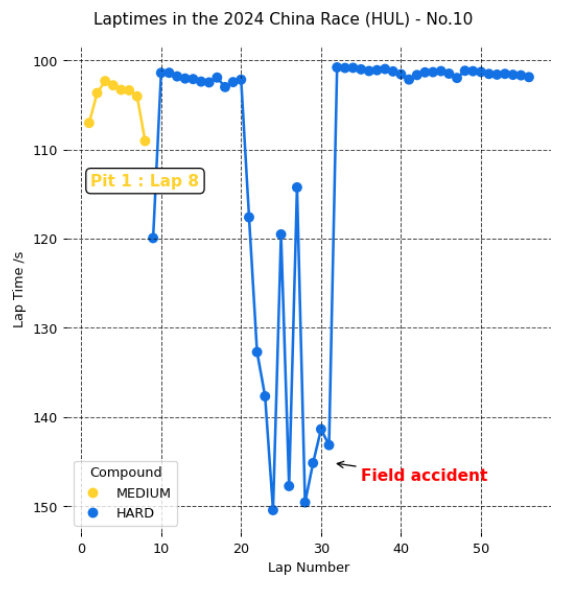 Laptimes in the 2024 China Race (HUL) - No.10
100
110
120
130
140
150
Lap Time /s
Pit 1 : Lap 8
Field accident
Compound
MEDIUM
HARD
0
10
20
30
40
50
Lap Number